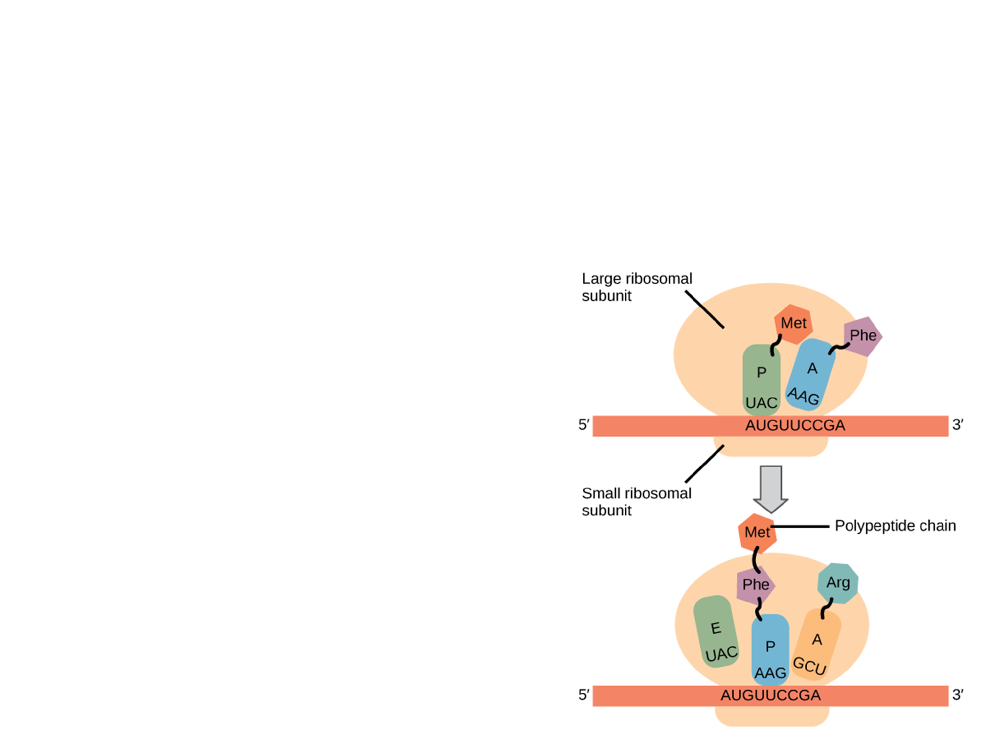 Large ribosomal
subunit
Met
Phe
P
A
UAC
AAG
5′
AUGUUCCGA
3′
Small ribosomal
subunit
Met
Polypeptide chain
Phe
Arg
E
P
A
UAC
AAG
GCU
5′
AUGUUCCGA
3′